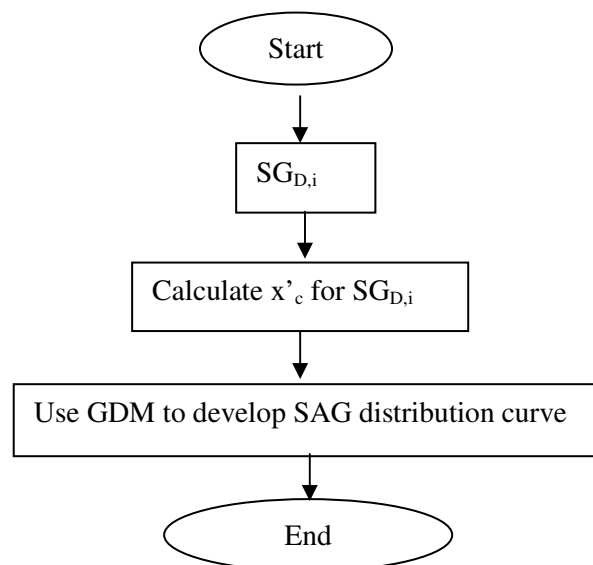 Start
SG_{D,i}
Calculate x'_c for SG_{D,i}
Use GDM to develop SAG distribution curve
End